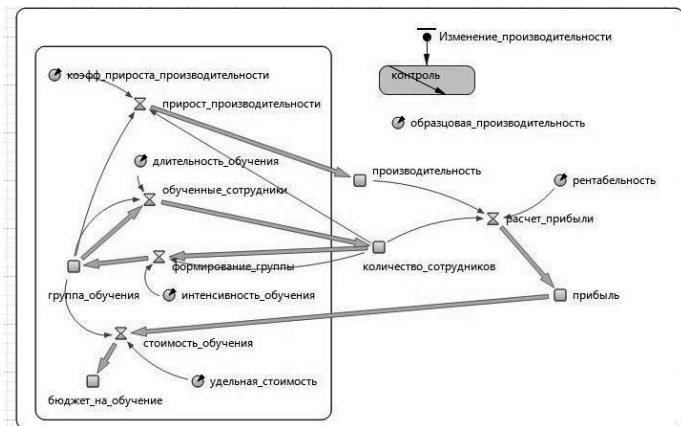 Изменение_производительности
коэфф_прироста_производительности
контроль
прирост_производительности
образцовая_производительность
длительность_обучения
производительность
рентабельность
обученные_сотрудники
расчет_прибыли
формирование_группы
количество_сотрудников
группа_обучения
интенсивность_обучения
прибыль
стоимость_обучения
удельная_стоимость
бюджет_на_обучение